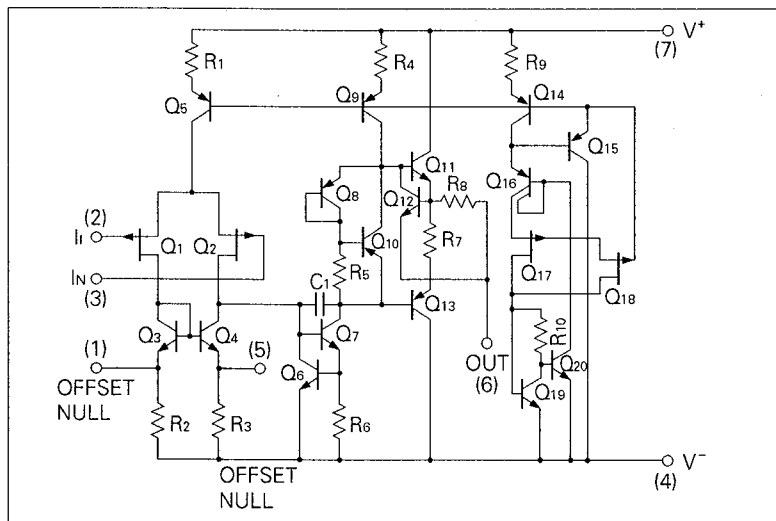 V+
(7)
R1
R4
R9
Q5
Q9
Q14
Q15
Q11
R8
Q8
Q12
Q16
(2)
II
Q1
Q2
Q10
R7
Q17
R5
IN
(3)
C1
Q18
Q13
Q3
Q4
Q7
R10
(1)
(5)
OUT
(6)
Q20
OFFSET
NULL
Q6
Q19
R2
R3
R6
OFFSET
NULL
V-
(4)